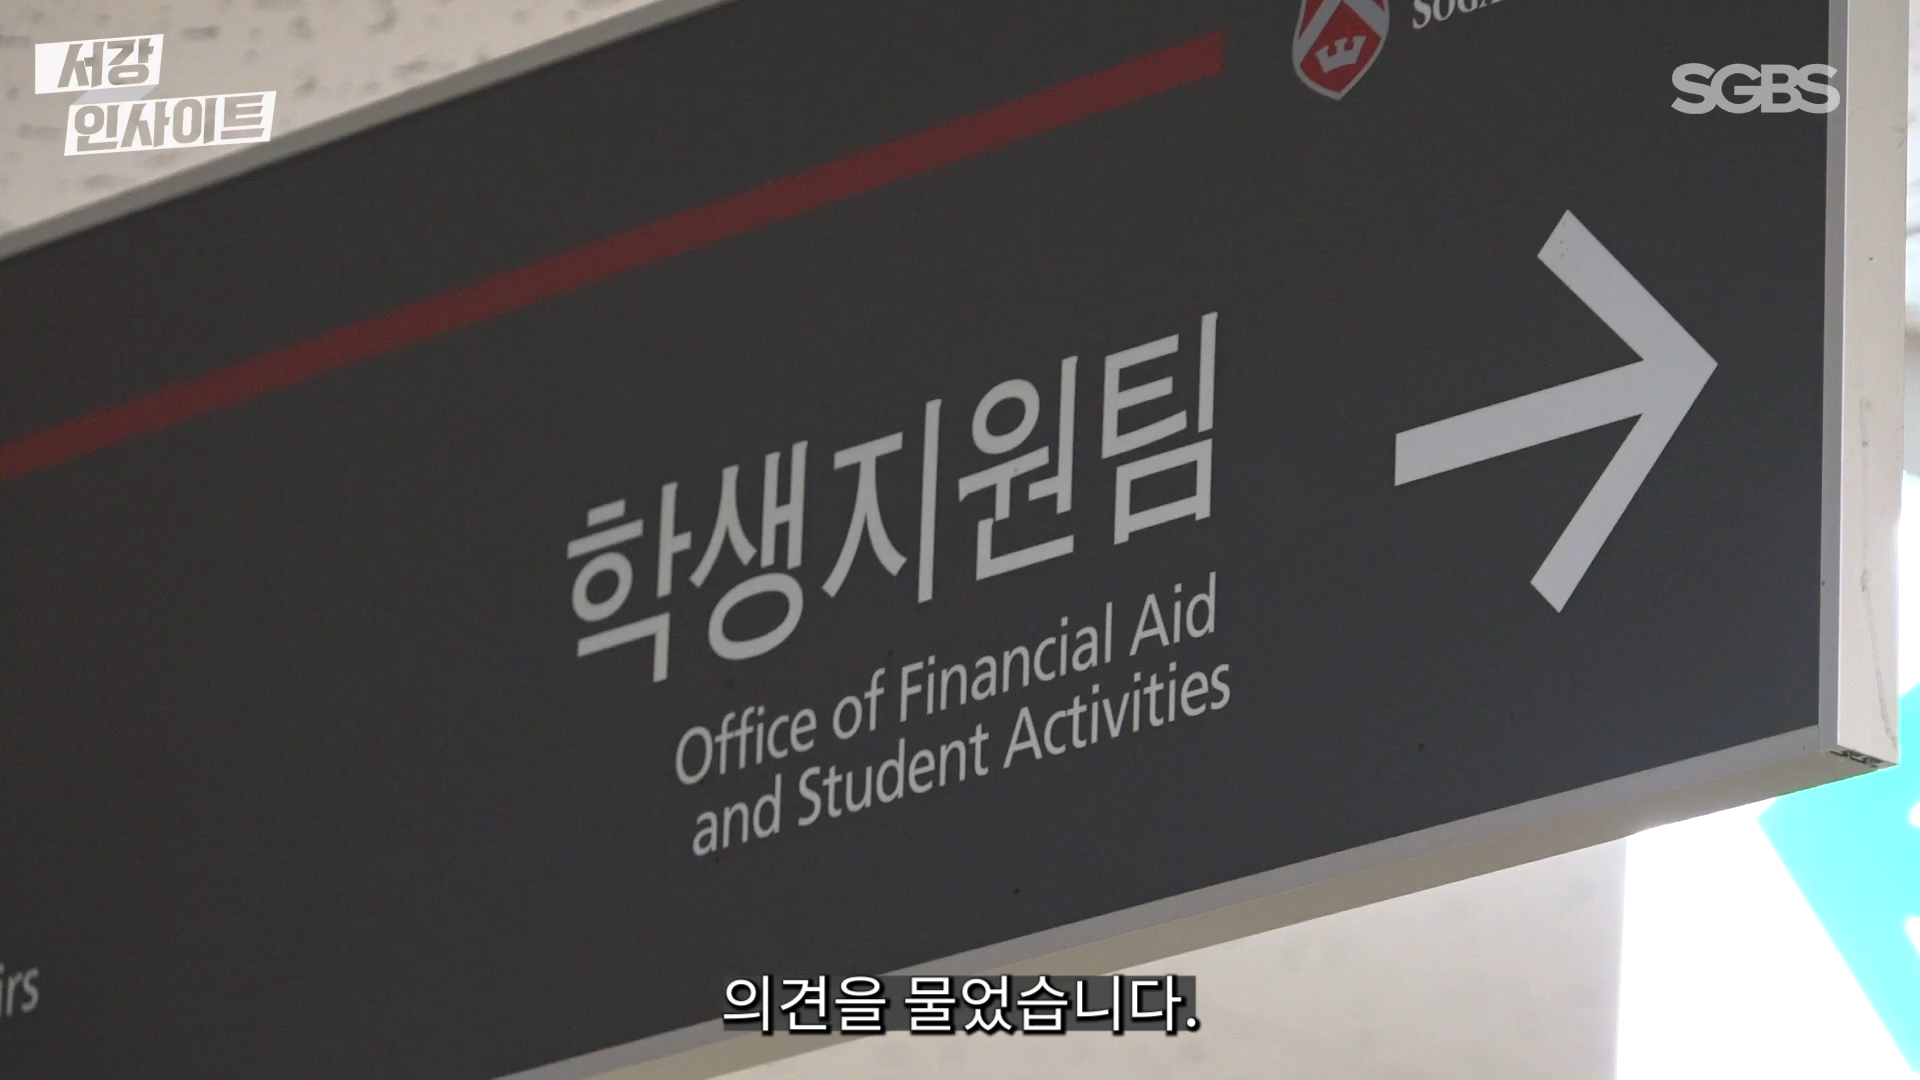 서강
인사이트
SGBS
학생지원팀
Office of Financial Aid
and Student Activities
의견을 물었습니다.